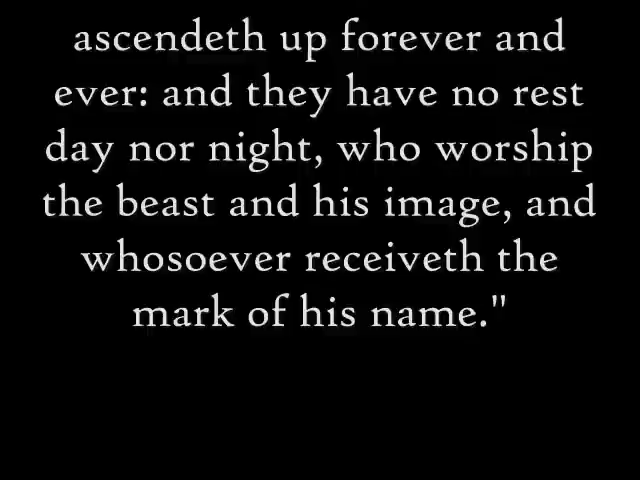 ascendeth up forever and
ever: and they have no rest
day nor night, who worship
the beast and his image, and
whosoever receiveth the
mark of his name."